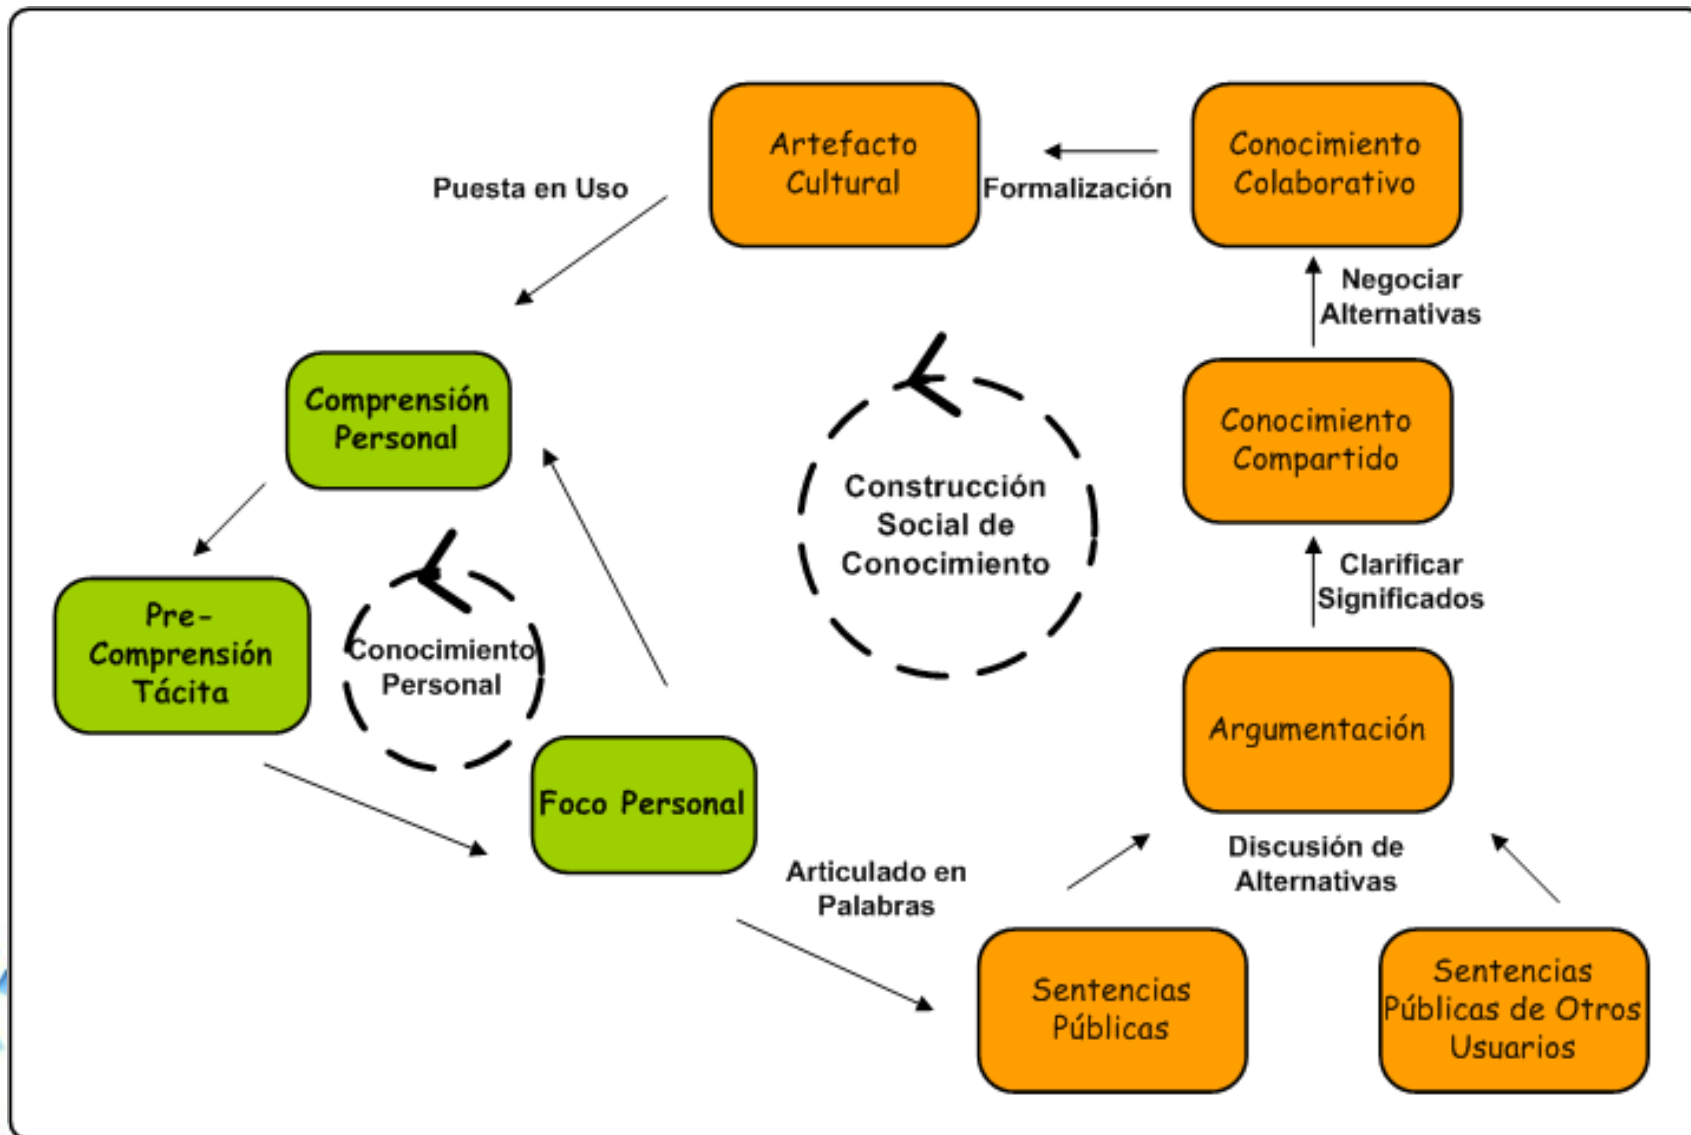 Artefacto
Cultural
Conocimiento
Colaborativo
Puesta en Uso
Formalización
Negociar
Alternativas
Comprensión
Personal
Conocimiento
Compartido
Construcción
Social de
Conocimiento
Clarificar
Significados
Pre-
Comprensión
Tácita
Conocimiento
Personal
Argumentación
Foco Personal
Articulado en
Palabras
Discusión de
Alternativas
Sentencias
Públicas
Sentencias
Públicas de Otros
Usuarios